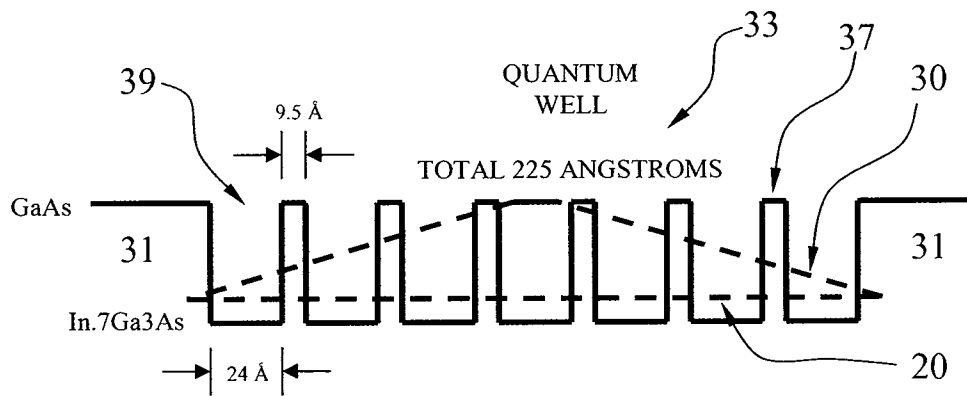 33
37
QUANTUM
WELL
30
39
9.5 Å
TOTAL 225 ANGSTROMS
GaAs
31
31
In.7Ga3As
24 Å
20